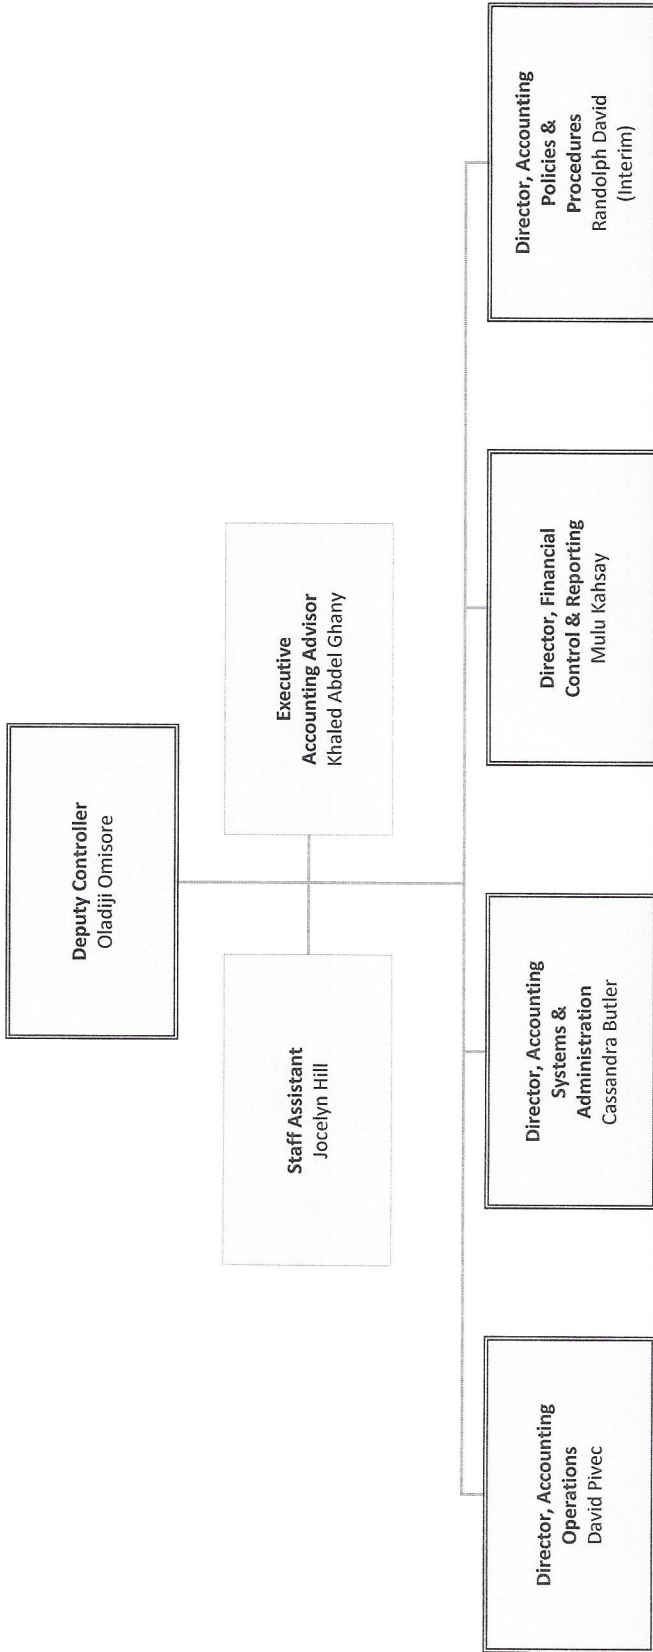 Deputy Controller
Oladiji Omisore
Staff Assistant
Jocelyn Hill
Executive
Accounting Advisor
Khaled Abdel Ghany
Director, Accounting
Operations
David Pivec
Director, Accounting
Systems &
Administration
Cassandra Butler
Director, Financial
Control & Reporting
Mulu Kahsay
Director, Accounting
Policies &
Procedures
Randolph David
(Interim)